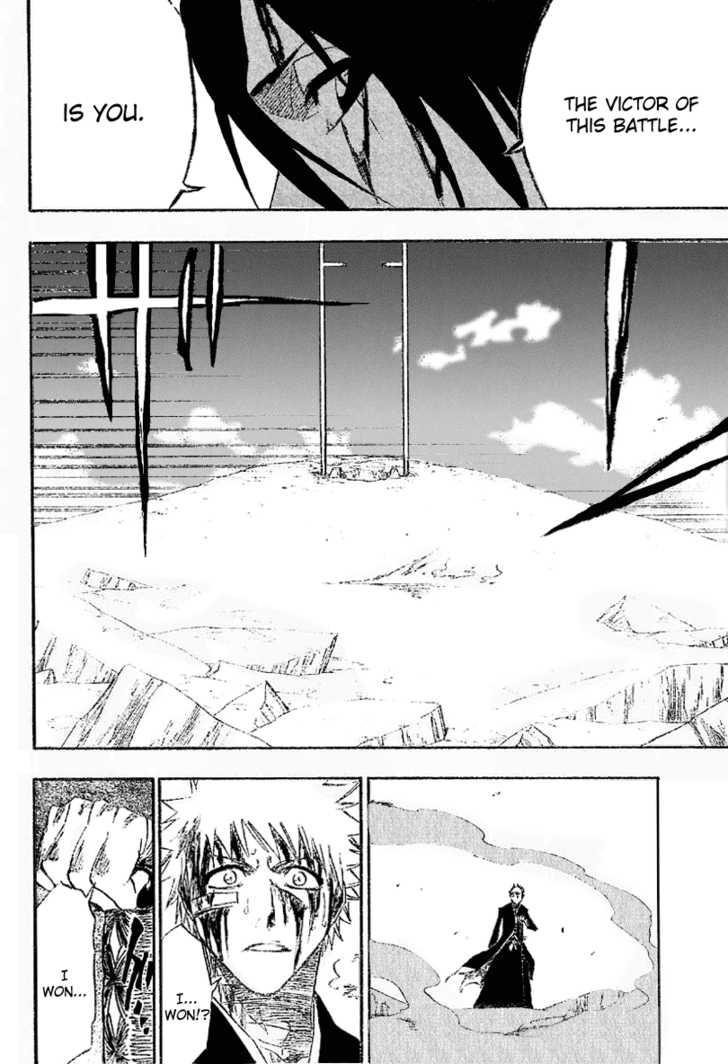 THE VICTOR OF
THIS BATTLE...
IS YOU.
I...
WON!?
I
WON...